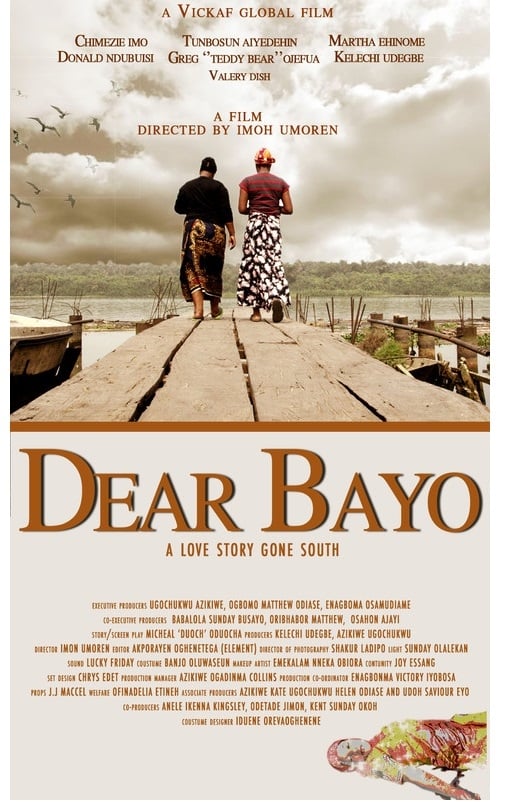 A VICKAF GLOBAL FILM
CHIMEZIE IMO TUNBOSUN AIYEDEHIN MARTHA EHINOME
DONALD NDUBUISI GREG "TEDDY BEAR" OJEFUA KELECHI UDEGBE
VALERY DISH
A FILM
DIRECTED BY IMOH UMOREN
DEAR BAYO
A LOVE STORY GONE SOUTH
EXECUTIVE PRODUCERS UGOCHUKWU AZIKIWE, OGBOMO MATTHEW ODIASE, ENAGBOMA OSAMUDIAME
CO-EXECUTIVE PRODUCERS BABALOLA SUNDAY BUSAYO, ORIBHABOR MATTHEW, OSAHON AJAYI
STORY/SCREEN PLAY MICHEAL 'DUOCH' ODUOCHA PRODUCERS KELECHI UDEGBE, AZIKIWE UGOCHUKWU
DIRECTOR IMON UMOREN EDITOR AKPORAYEN OGHENETEGA (ELEMENT) DIRECTOR OF PHOTOGRAPHY SHAKUR LADIPO LIGHT SUNDAY OLALEKAN
SOUND LUCKY FRIDAY COUSTUME BANJO OLUWASEUN MAKEUP ARTIST EMEKALAM NNEKA OBIORA CONTUNITY JOY ESSANG
SET DESIGN CHRYS EDET PRODUCTION MANAGER AZIKIWE OGADINMA COLLINS PRODUCTION CO-ORDINATOR ENAGBONMA VICTORY IYOBOSA
PROPS J.J MACCEL WELFARE OFINADELIA ETINEH ASSOCIATE PRODUCERS AZIKIWE KATE UGOCHUKWU HELEN ODIASE AND UDOH SAVIOUR EYO
CO-PRODUCERS ANELE IKENNA KINGSLEY, ODETADE JIMON, KENT SUNDAY OKOH
COUSTUME DESIGNER IDUENE OREVAOGHENENE